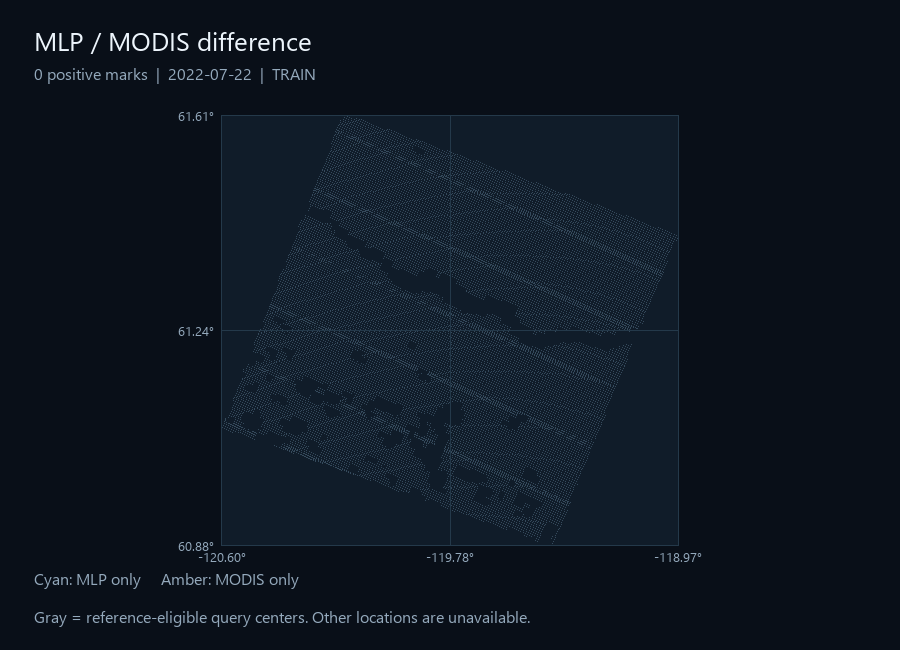 MLP / MODIS difference
0 positive marks | 2022-07-22 | TRAIN
61.61°
61.24°
60.88°
-120.60° -119.78° -118.97°
Cyan: MLP only Amber: MODIS only
Gray = reference-eligible query centers. Other locations are unavailable.